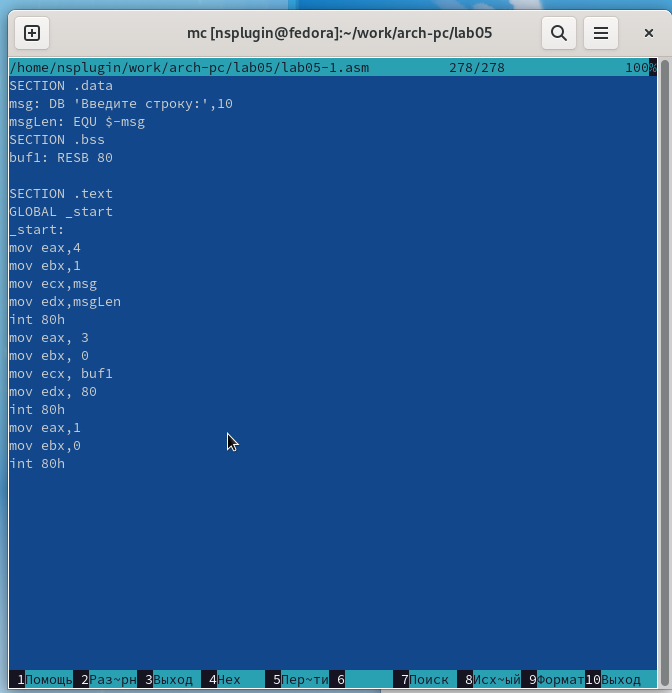 mc [nsplugin@fedora]:~/work/arch-pc/lab05
/home/nsplugin/work/arch-pc/lab05/lab05-1.asm 278/278 100%
SECTION .data
msg: DB 'Введите строку:',10
msgLen: EQU $-msg
SECTION .bss
buf1: RESB 80
SECTION .text
GLOBAL _start
_start:
mov eax,4
mov ebx,1
mov ecx,msg
mov edx,msgLen
int 80h
mov eax, 3
mov ebx, 0
mov ecx, buf1
mov edx, 80
int 80h
mov eax,1
mov ebx,0
int 80h
1Помощь 2Раз~рн 3Выход 4Hex 5Пер~ти 6 7Поиск 8Исх~ый 9Формат 10Выход